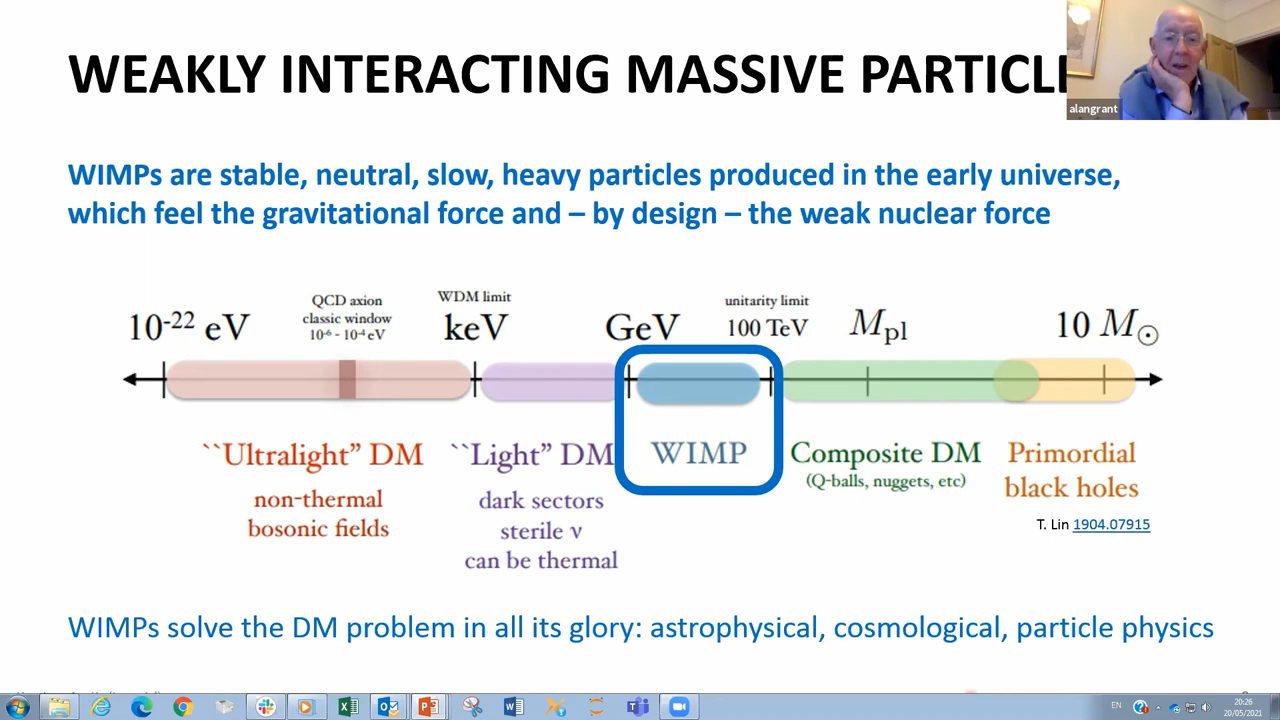 WEAKLY INTERACTING MASSIVE PARTICL
alangrant
WIMPs are stable, neutral, slow, heavy particles produced in the early universe,
which feel the gravitational force and – by design – the weak nuclear force
10-22 eV
QCD axion
classic window
10-6 - 10-4 eV
WDM limit
keV
GeV
unitarity limit
100 TeV
Mpl
10 M⊙
``Ultralight” DM
non-thermal
bosonic fields
``Light” DM
dark sectors
sterile ν
can be thermal
WIMP
Composite DM
(Q-balls, nuggets, etc)
Primordial
black holes
T. Lin 1904.07915
WIMPs solve the DM problem in all its glory: astrophysical, cosmological, particle physics
EN
20:26
20/05/2021